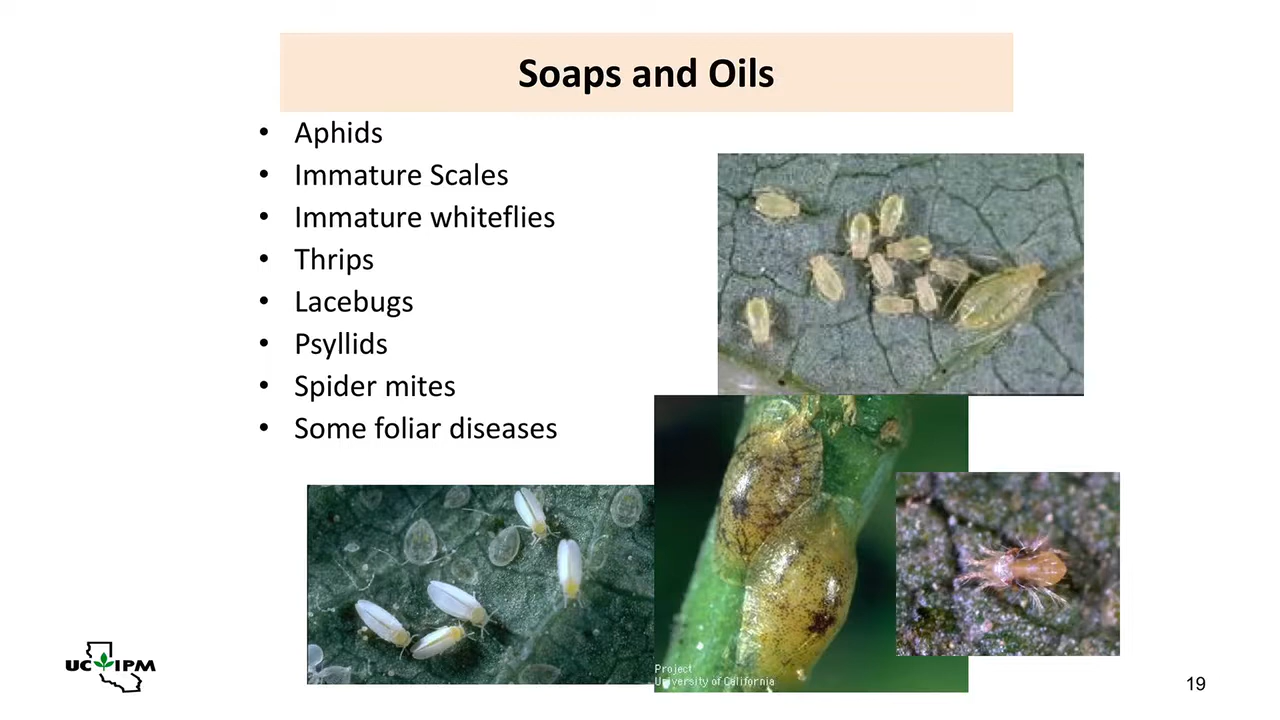 Soaps and Oils
• Aphids
• Immature Scales
• Immature whiteflies
• Thrips
• Lacebugs
• Psyllids
• Spider mites
• Some foliar diseases
Project
University of California
UC IPM
19